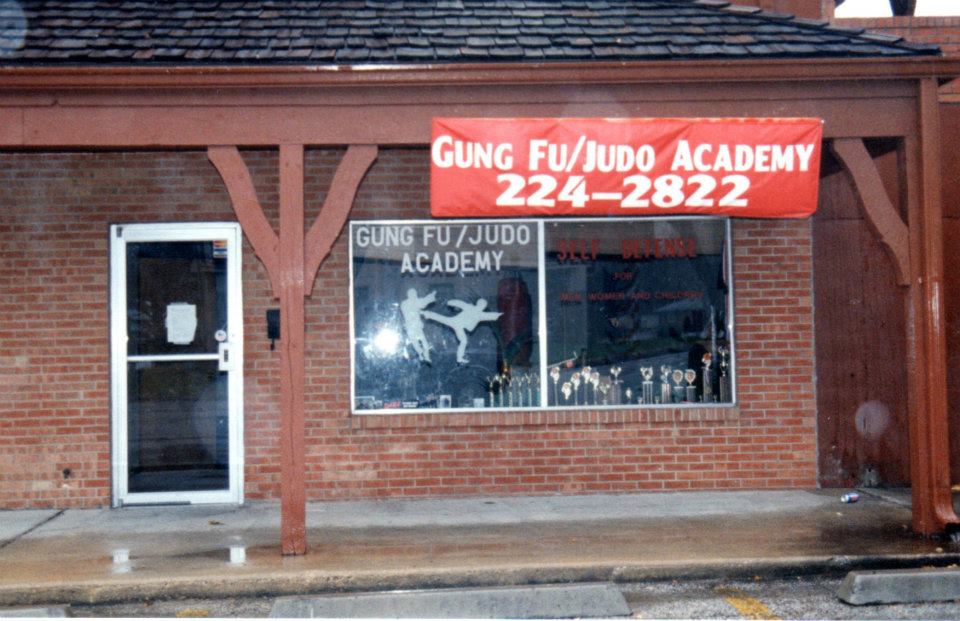 GUNG FU/JUDO ACADEMY
224-2822
GUNG FU/JUDO
ACADEMY
SELF DEFENSE
FOR
MEN, WOMEN AND CHILDREN